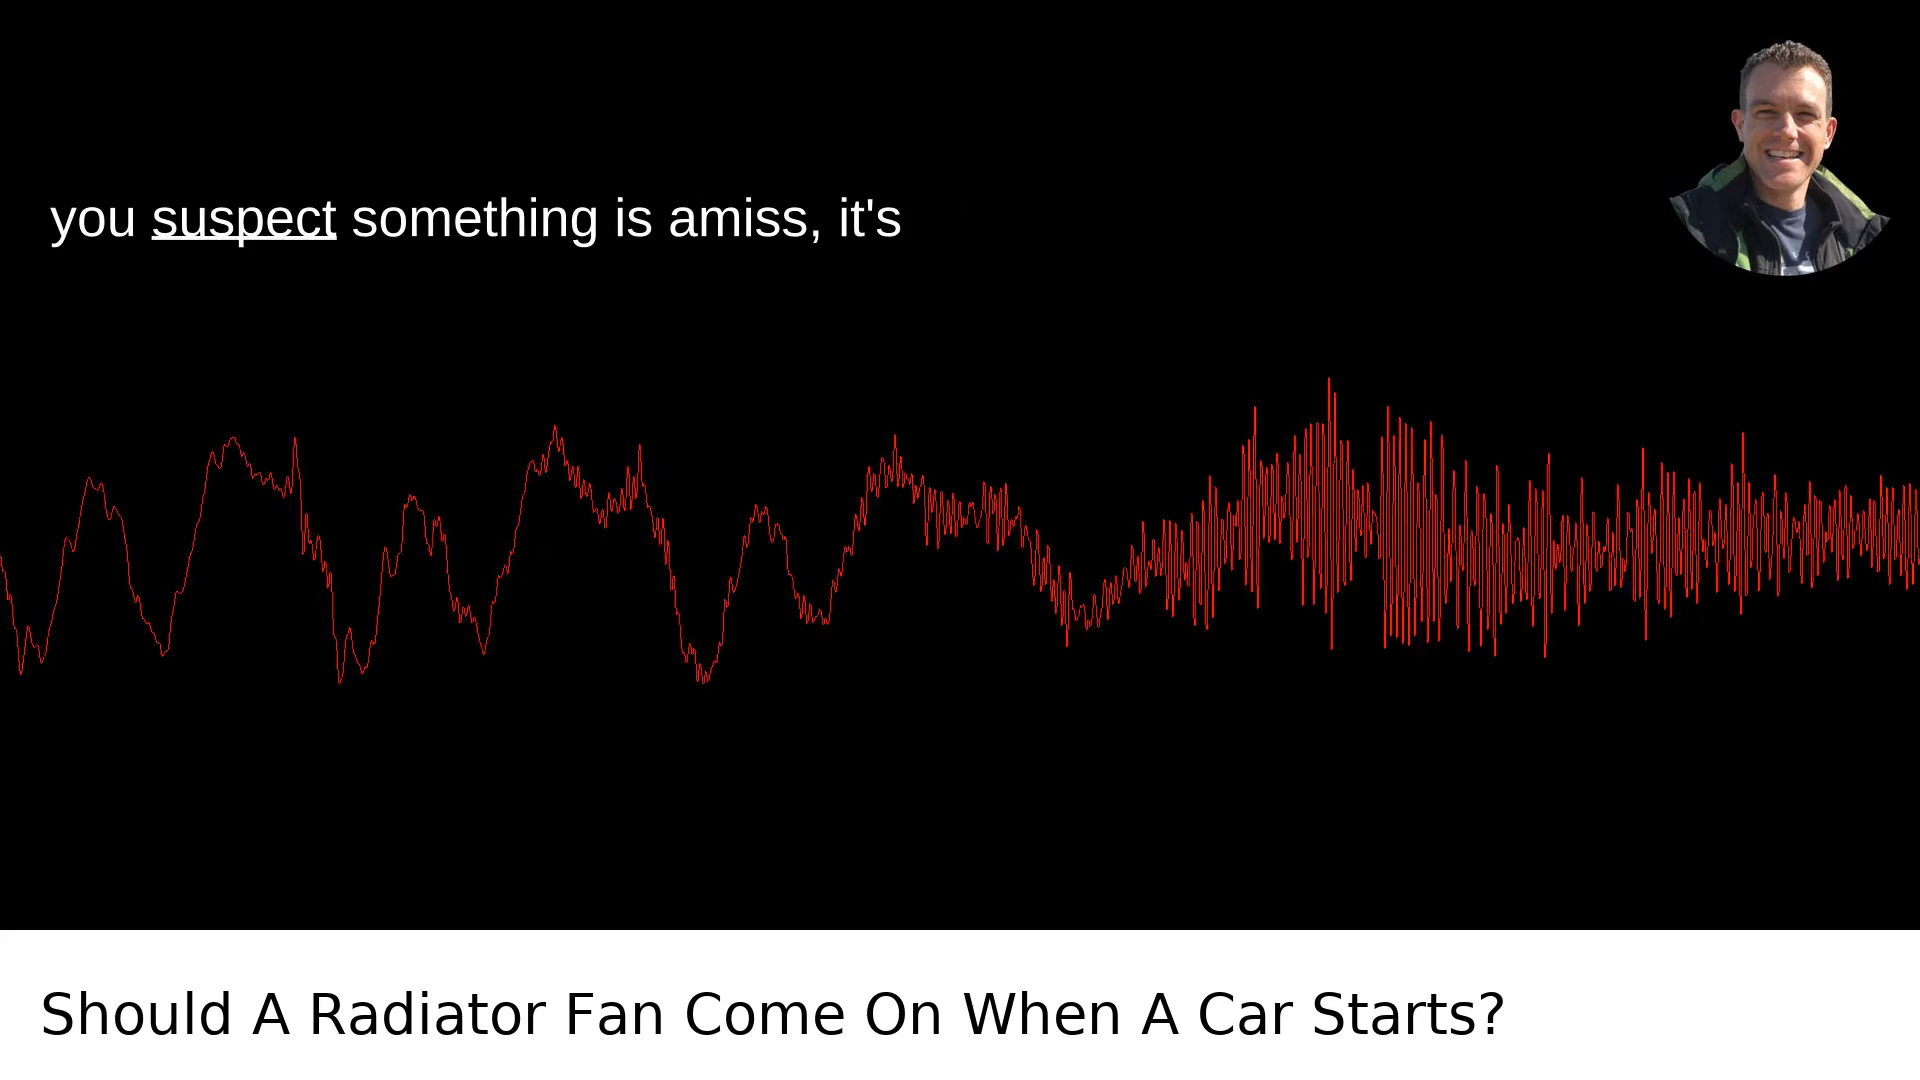 you suspect something is amiss, it's
Should A Radiator Fan Come On When A Car Starts?